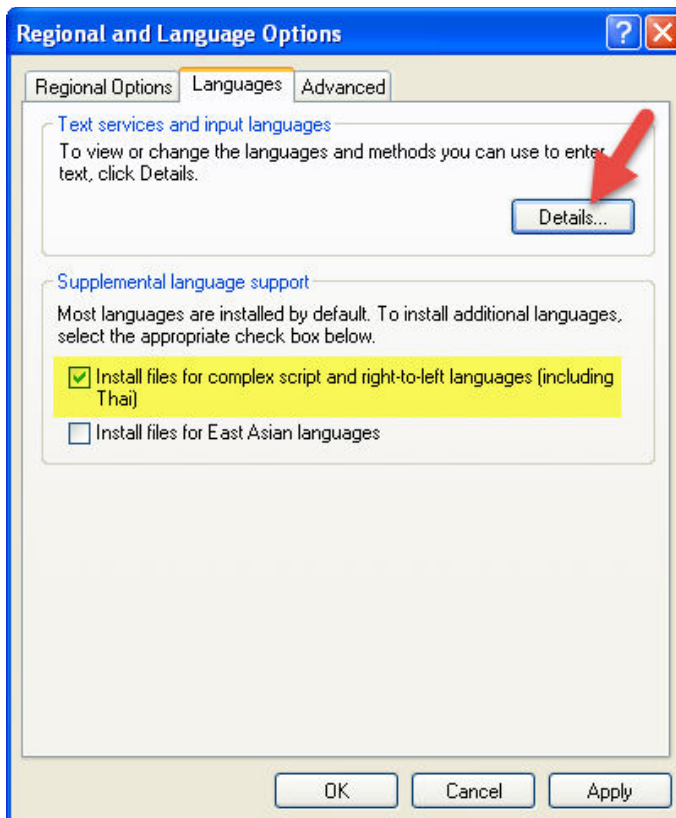 Regional and Language Options
Regional Options Languages Advanced
Text services and input languages
To view or change the languages and methods you can use to enter
text, click Details.
Details...
Supplemental language support
Most languages are installed by default. To install additional languages,
select the appropriate check box below.
Install files for complex script and right-to-left languages (including
Thai)
Install files for East Asian languages
OK Cancel Apply